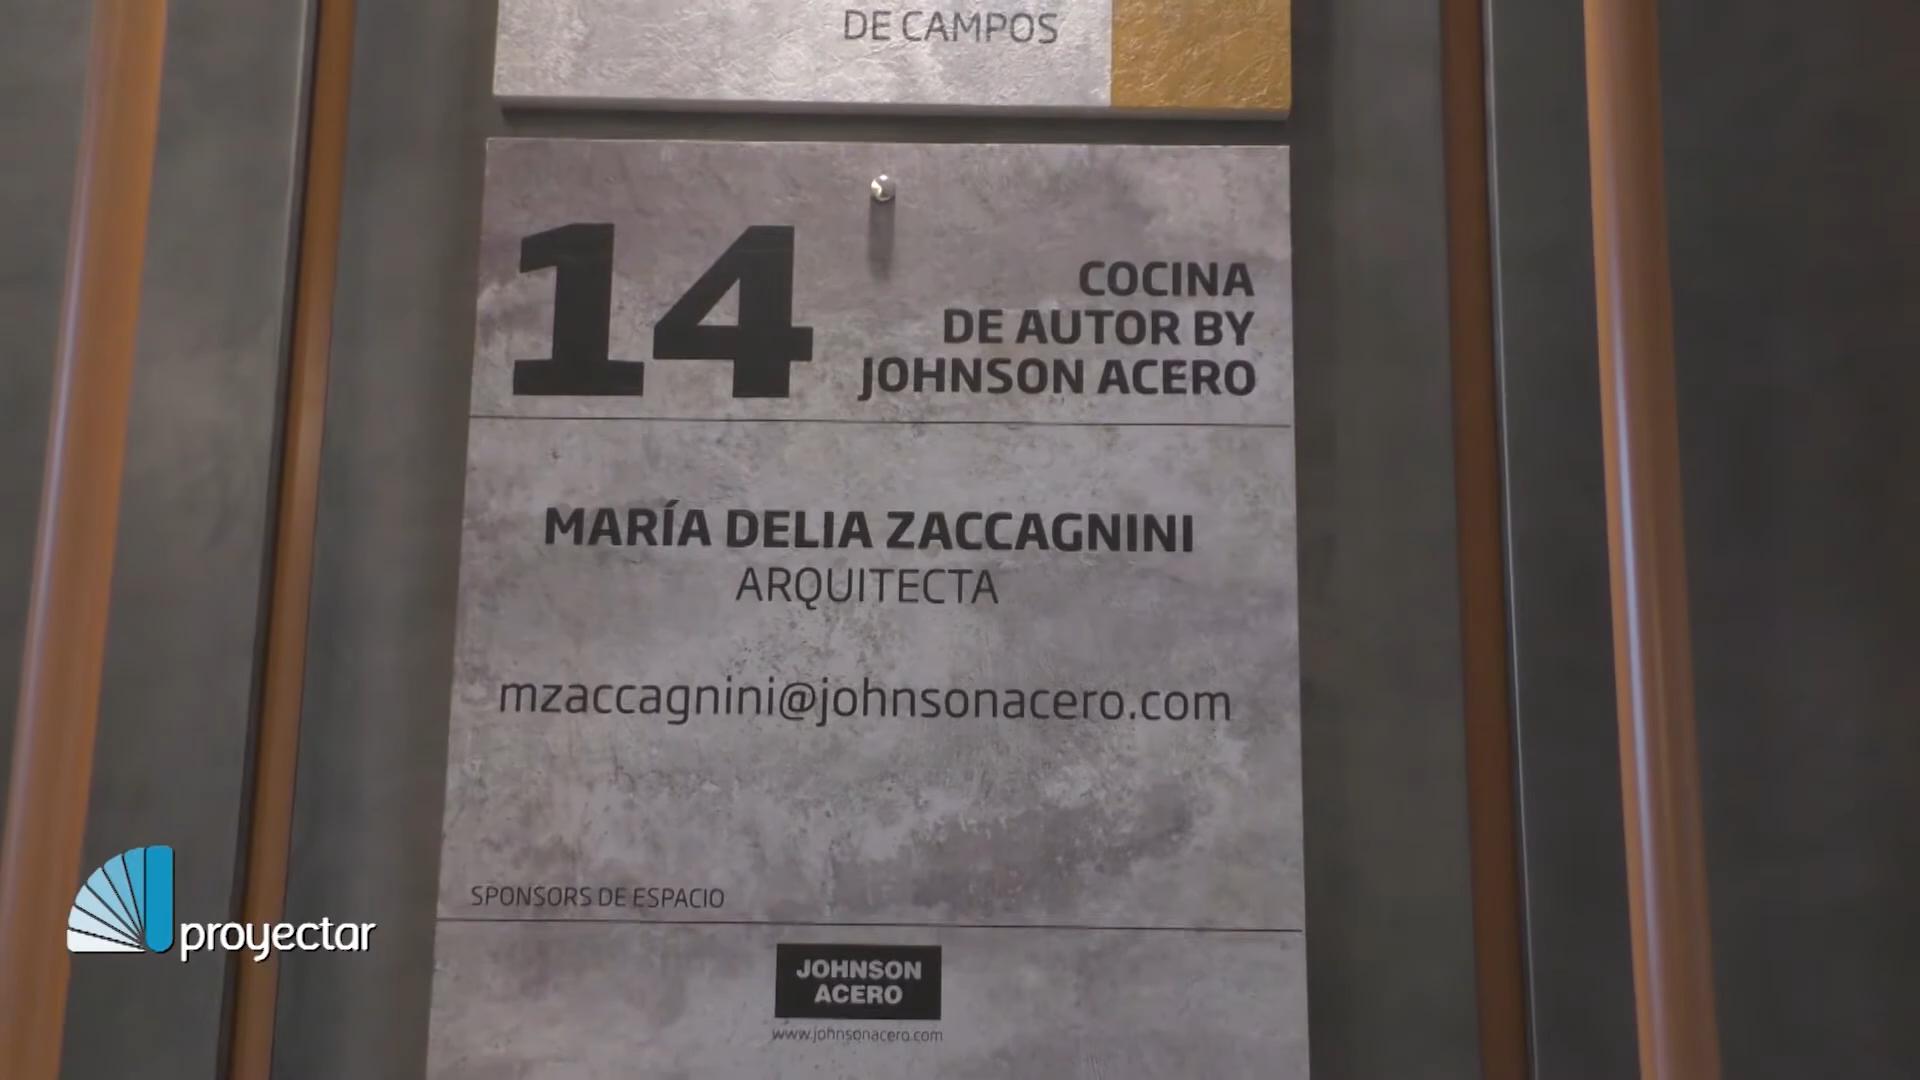 DE CAMPOS
14
COCINA
DE AUTOR BY
JOHNSON ACERO
MARÍA DELIA ZACCAGNINI
ARQUITECTA
mzaccagnini@johnsonacero.com
SPONSORS DE ESPACIO
JOHNSON
ACERO
www.johnsonacero.com
proyectar